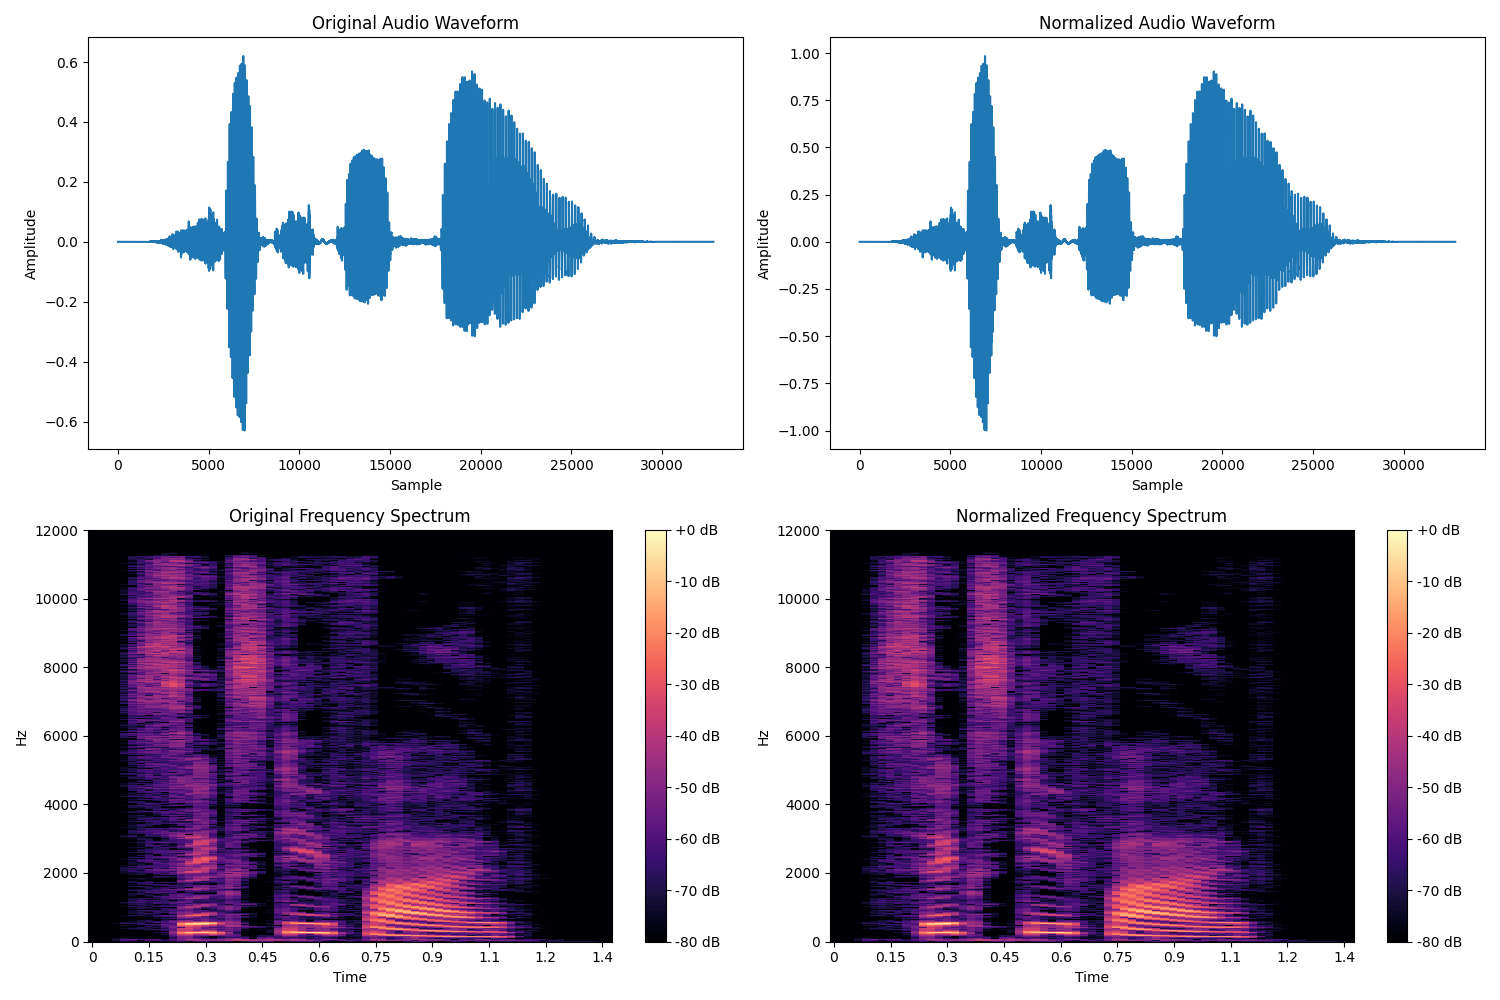 Original Audio Waveform
0.6
0.4
0.2
0.0
−0.2
−0.4
−0.6
Amplitude
0 5000 10000 15000 20000 25000 30000
Sample
Normalized Audio Waveform
1.00
0.75
0.50
0.25
0.00
−0.25
−0.50
−0.75
−1.00
Amplitude
0 5000 10000 15000 20000 25000 30000
Sample
Original Frequency Spectrum
12000
10000
8000
6000
4000
2000
0
Hz
0 0.15 0.3 0.45 0.6 0.75 0.9 1.1 1.2 1.4
Time
+0 dB
-10 dB
-20 dB
-30 dB
-40 dB
-50 dB
-60 dB
-70 dB
-80 dB
Normalized Frequency Spectrum
12000
10000
8000
6000
4000
2000
0
Hz
0 0.15 0.3 0.45 0.6 0.75 0.9 1.1 1.2 1.4
Time
+0 dB
-10 dB
-20 dB
-30 dB
-40 dB
-50 dB
-60 dB
-70 dB
-80 dB